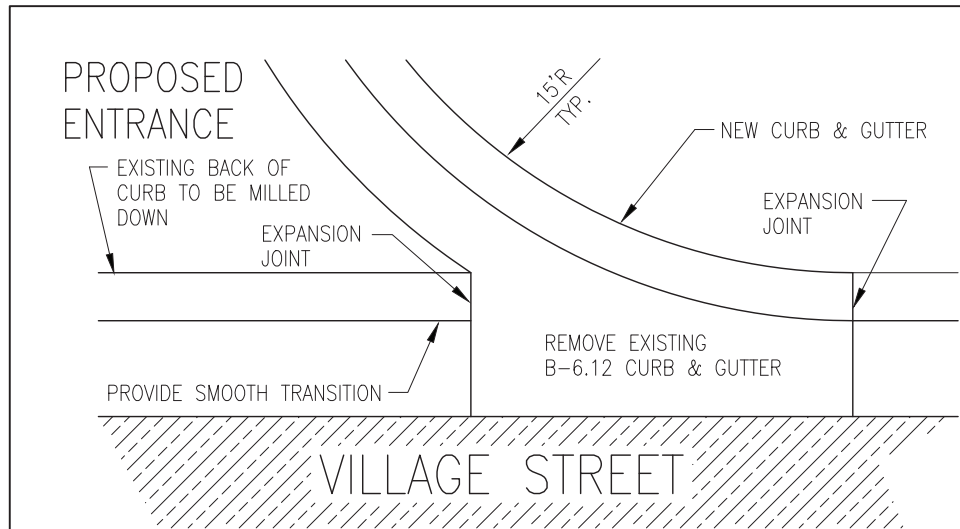 PROPOSED
ENTRANCE
EXISTING BACK OF
CURB TO BE MILLED
DOWN
15'R
TYP.
NEW CURB & GUTTER
EXPANSION
JOINT
EXPANSION
JOINT
REMOVE EXISTING
B-6.12 CURB & GUTTER
PROVIDE SMOOTH TRANSITION
VILLAGE STREET